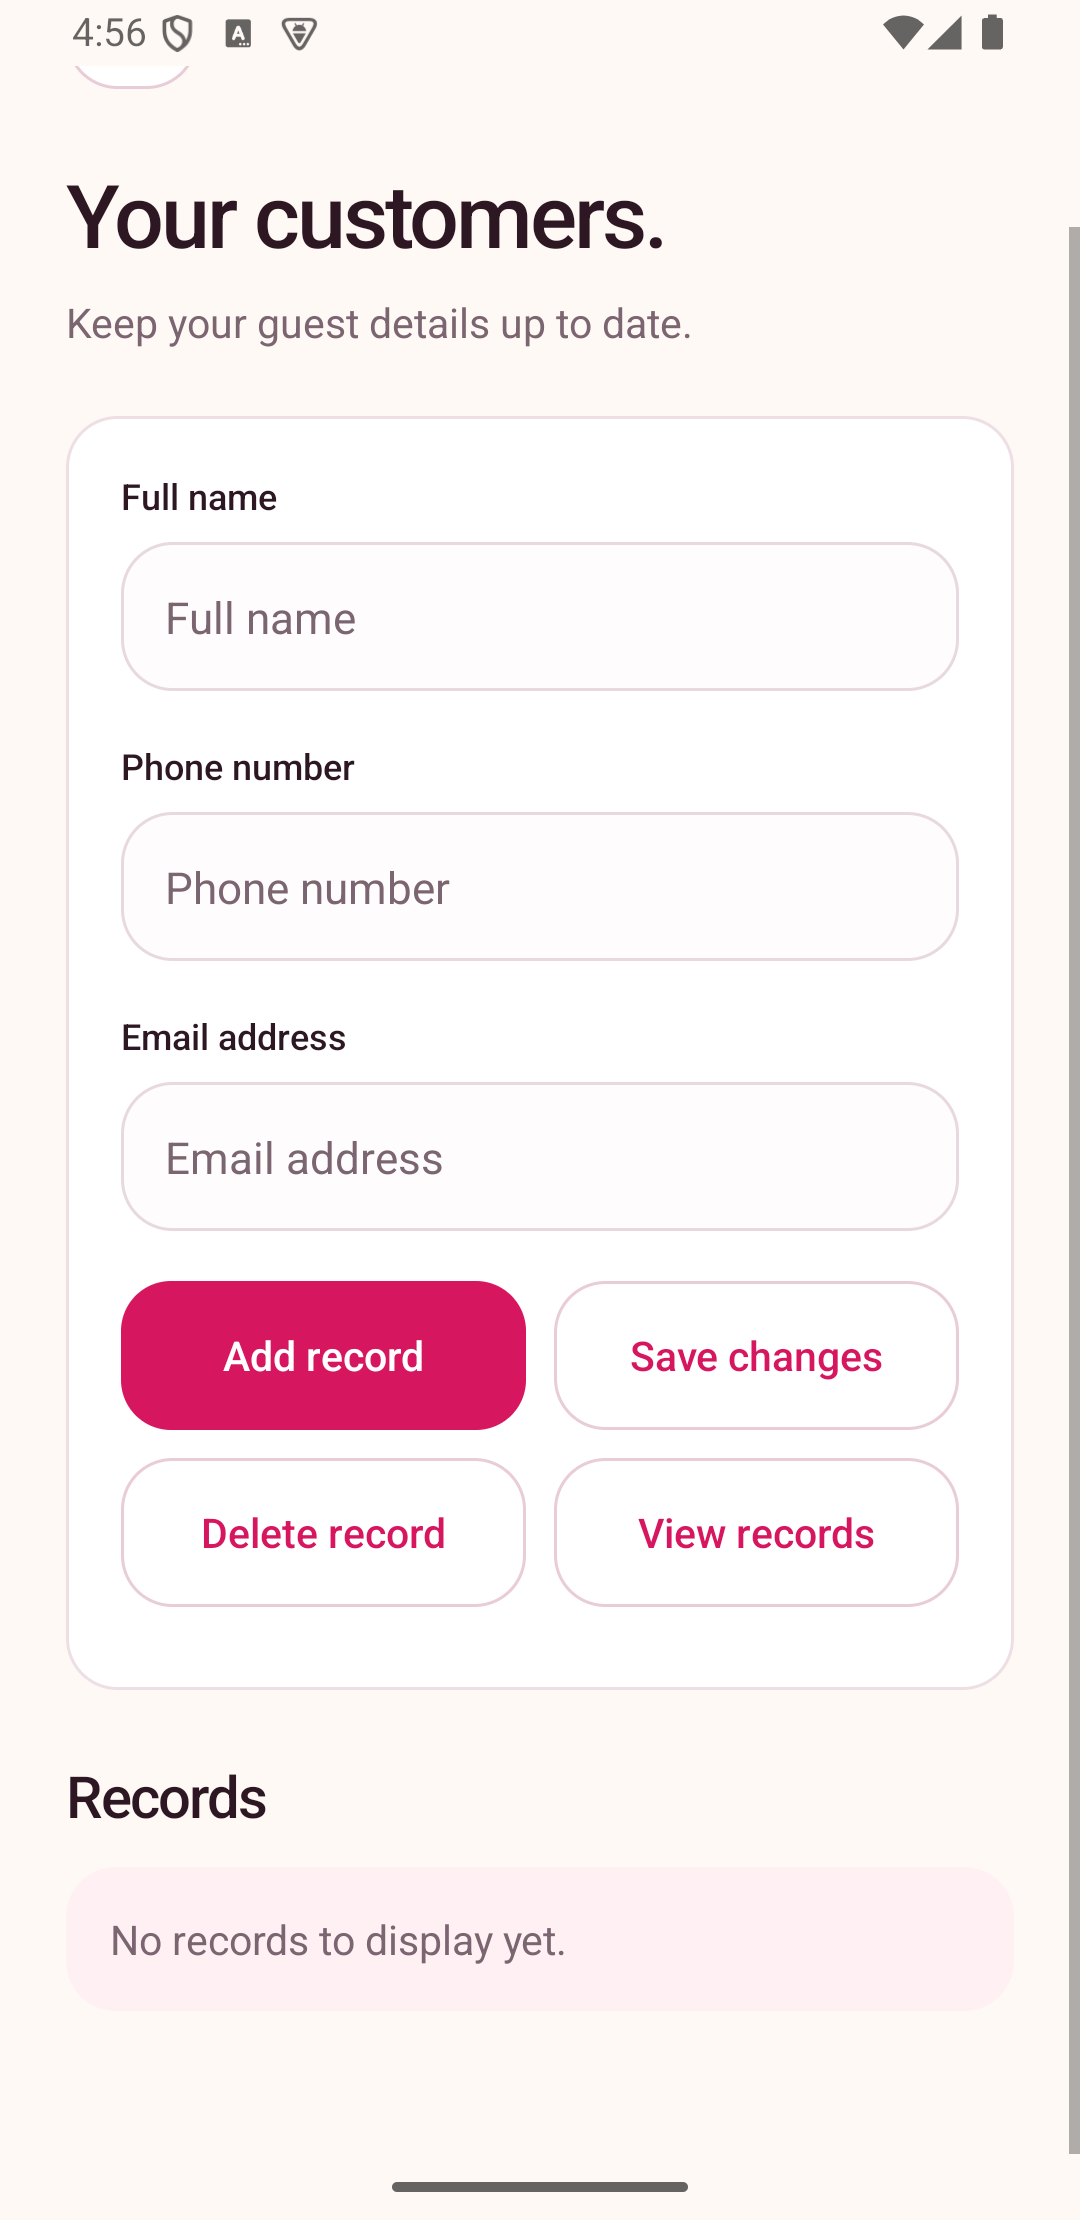 4:56
Your customers.
Keep your guest details up to date.
Full name
Full name
Phone number
Phone number
Email address
Email address
Add record
Save changes
Delete record
View records
Records
No records to display yet.